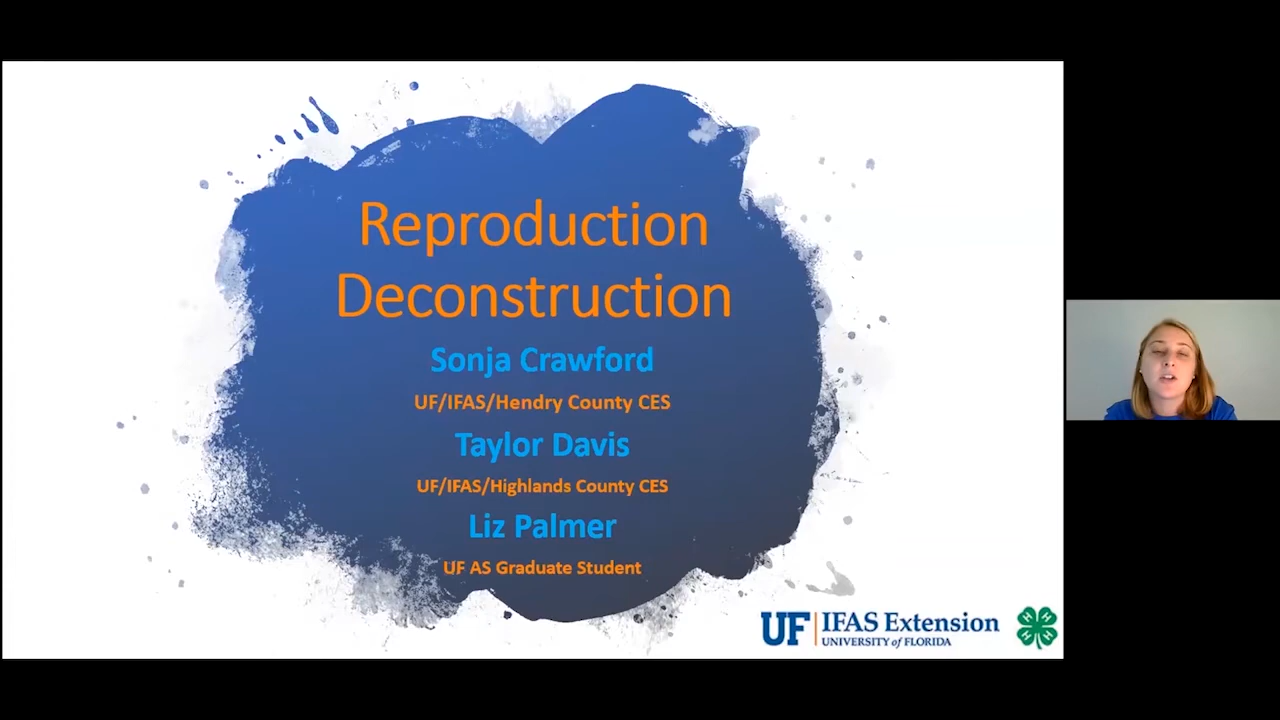 Reproduction
Deconstruction
Sonja Crawford
UF/IFAS/Hendry County CES
Taylor Davis
UF/IFAS/Highlands County CES
Liz Palmer
UF AS Graduate Student
UF IFAS Extension
UNIVERSITY of FLORIDA
H H
H H